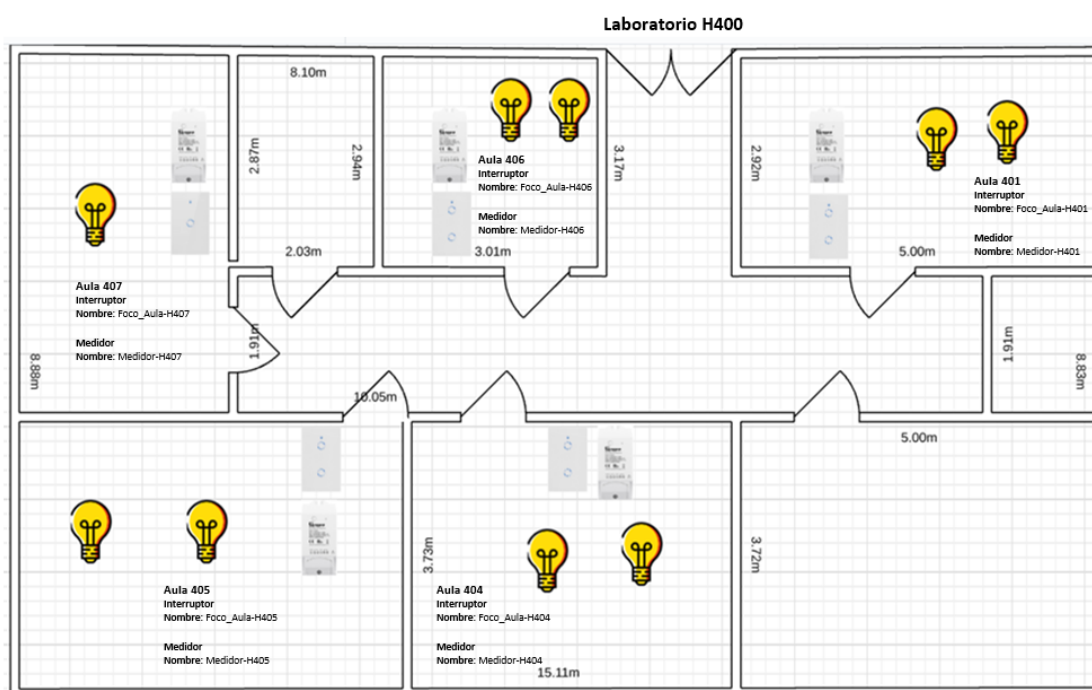 Laboratorio H400
8.10m
2.87m
2.94m
2.03m
Aula 406
Interruptor
Nombre: Foco_Aula-H406
Medidor
Nombre: Medidor-H406
3.01m
3.17m
2.92m
Aula 401
Interruptor
Nombre: Foco_Aula-H401
Medidor
Nombre: Medidor-H401
5.00m
Aula 407
Interruptor
Nombre: Foco_Aula-H407
Medidor
Nombre: Medidor-H407
8.88m
1.91m
10.05m
1.91m
8.83m
5.00m
Aula 405
Interruptor
Nombre: Foco_Aula-H405
Medidor
Nombre: Medidor-H405
3.73m
Aula 404
Interruptor
Nombre: Foco_Aula-H404
Medidor
Nombre: Medidor-H404
15.11m
3.72m